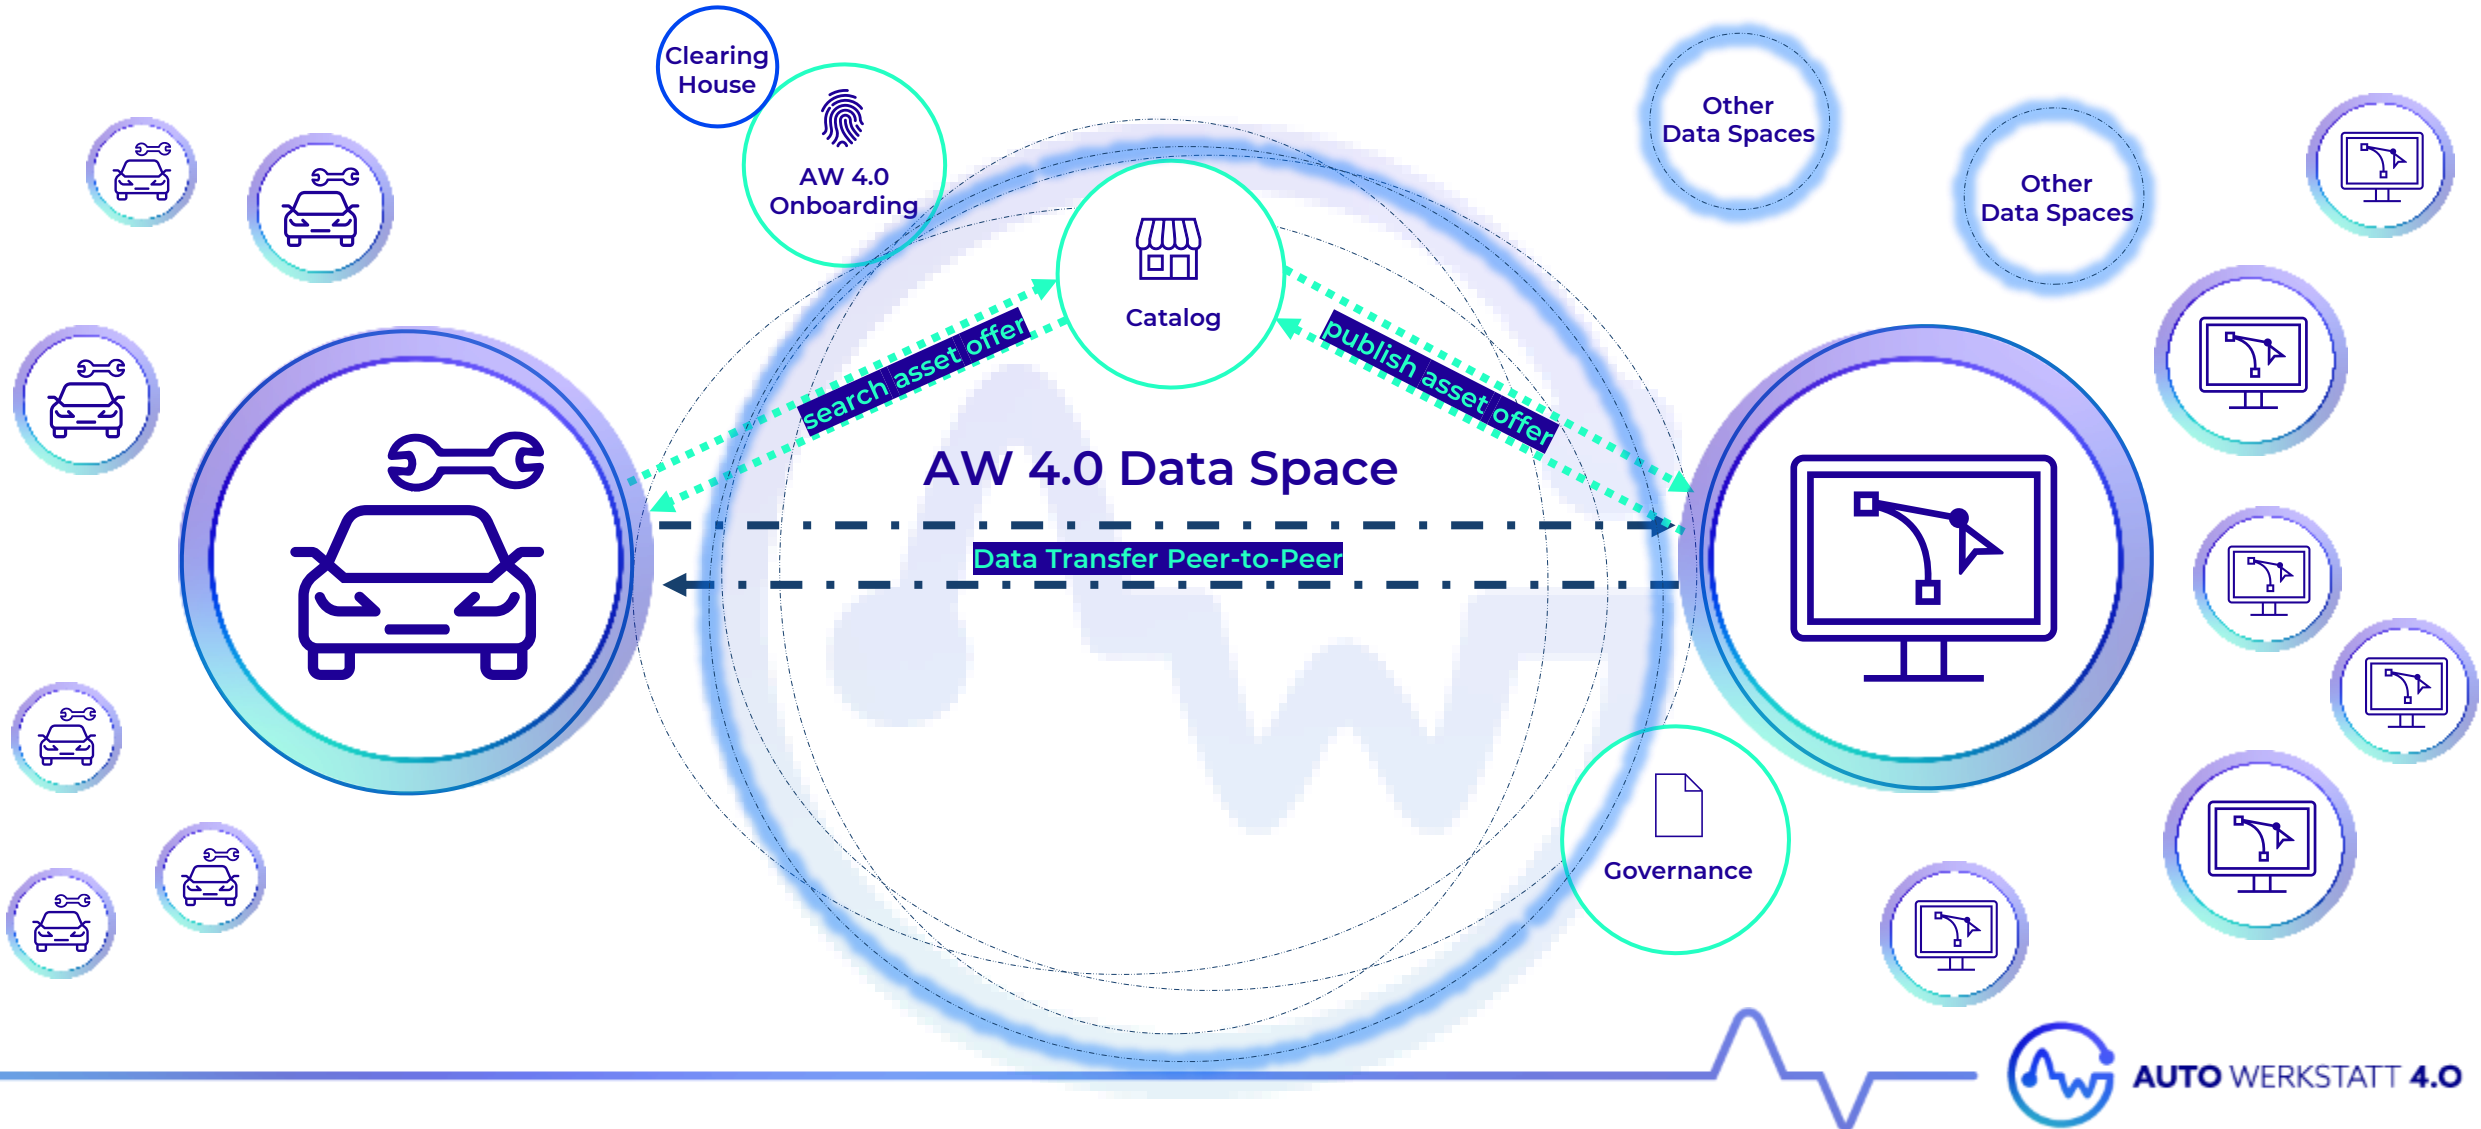 Clearing
House
AW 4.0
Onboarding
Other
Data Spaces
Other
Data Spaces
Catalog
search asset offer
publish asset offer
AW 4.0 Data Space
Data Transfer Peer-to-Peer
Governance
AUTO WERKSTATT 4.0